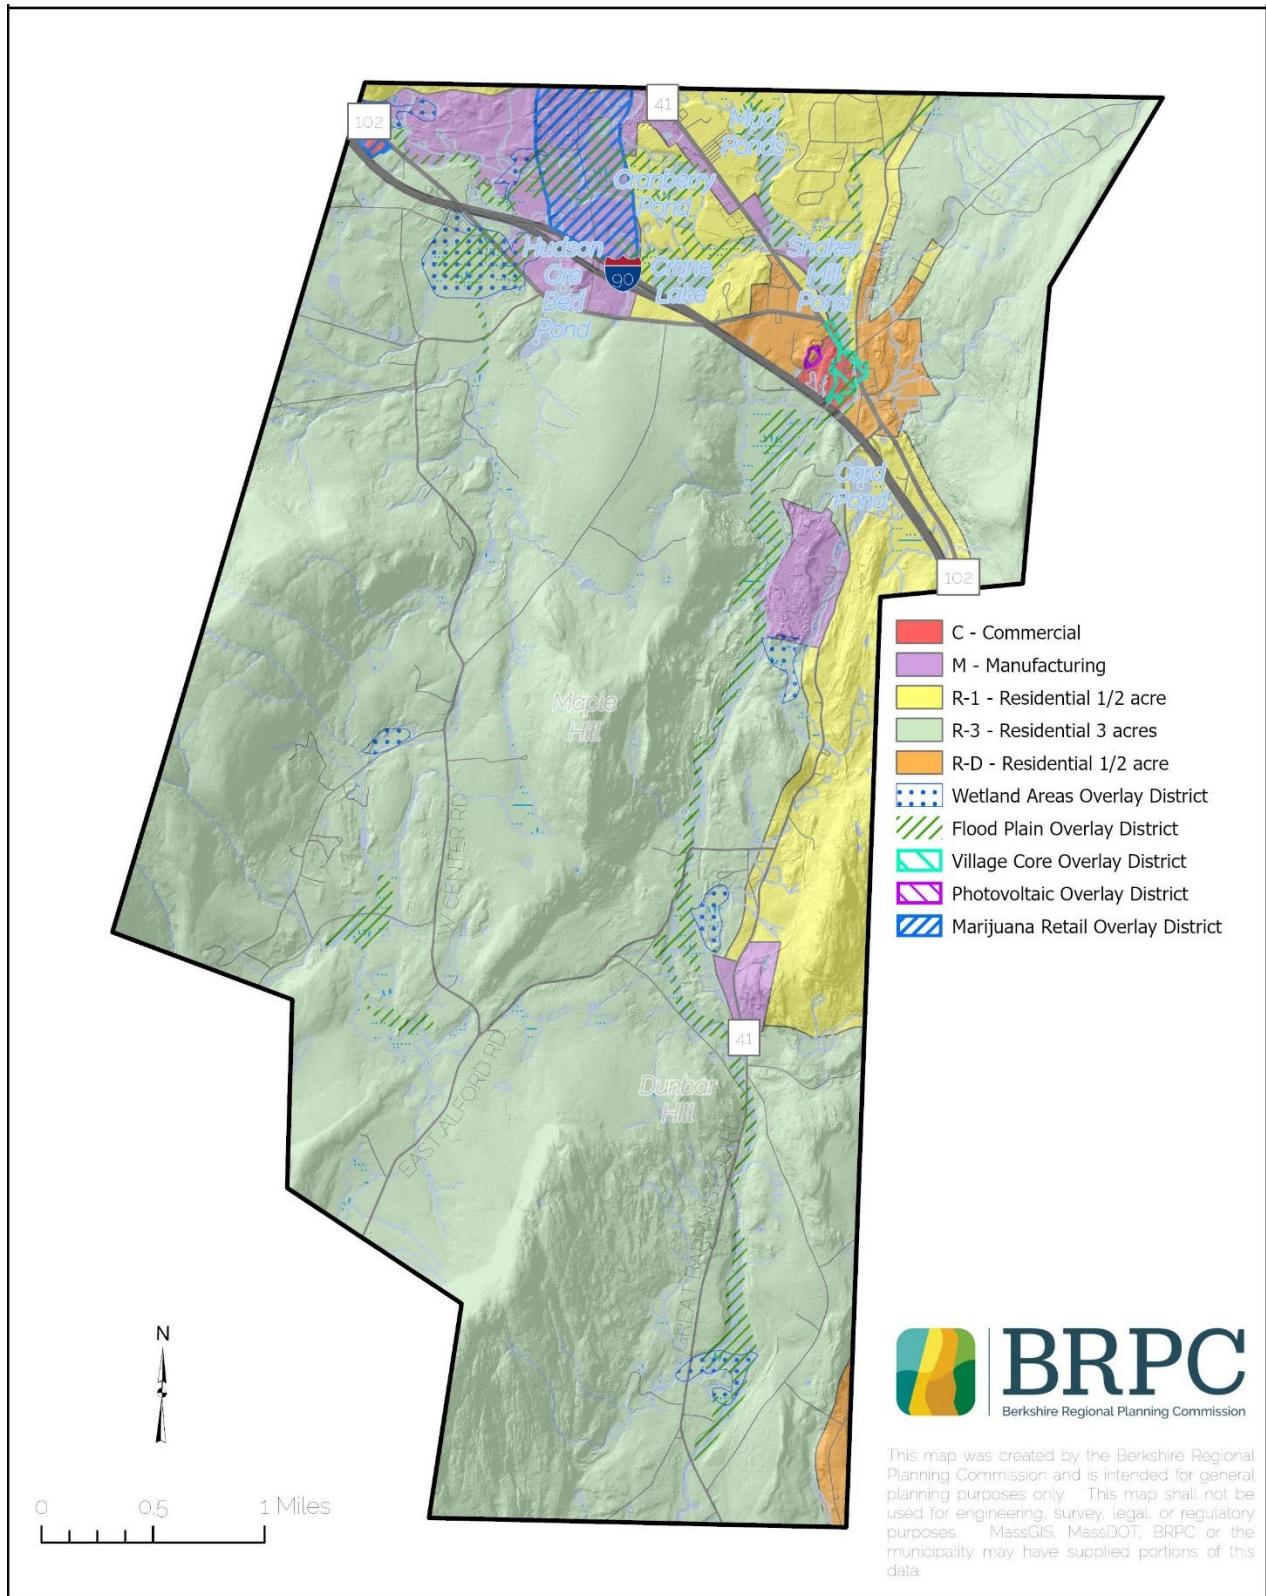 102
41
Mud
Ponds
Cranberry
Pond
Hudson
Ore
Bed
Pond
90
Crane
Lake
Shaker
Mill
Pond
Card
Pond
102
C - Commercial
M - Manufacturing
R-1 - Residential 1/2 acre
R-3 - Residential 3 acres
R-D - Residential 1/2 acre
Wetland Areas Overlay District
Flood Plain Overlay District
Village Core Overlay District
Photovoltaic Overlay District
Marijuana Retail Overlay District
Maple
Hill
W CENTER RD
41
EAST ALFORD RD
Dunbar
Hill
GREAT BARRINGTON RD
N
0 0.5 1 Miles
BRPC
Berkshire Regional Planning Commission
This map was created by the Berkshire Regional
Planning Commission and is intended for general
planning purposes only. This map shall not be
used for engineering, survey, legal, or regulatory
purposes. MassGIS, MassDOT, BRPC or the
municipality may have supplied portions of this
data.